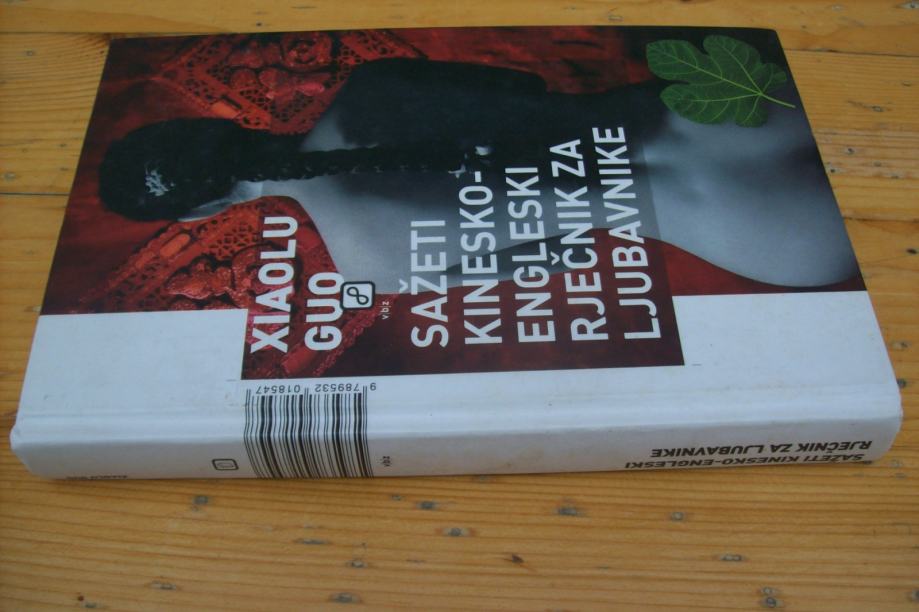 XIAOLU
GUO
v|b|z
SAŽETI
KINESKO-
ENGLESKI
RJEČNIK ZA
LJUBAVNIKE
9 789532 018547
v|b|z
SAŽETI KINESKO-ENGLESKI
RJEČNIK ZA LJUBAVNIKE